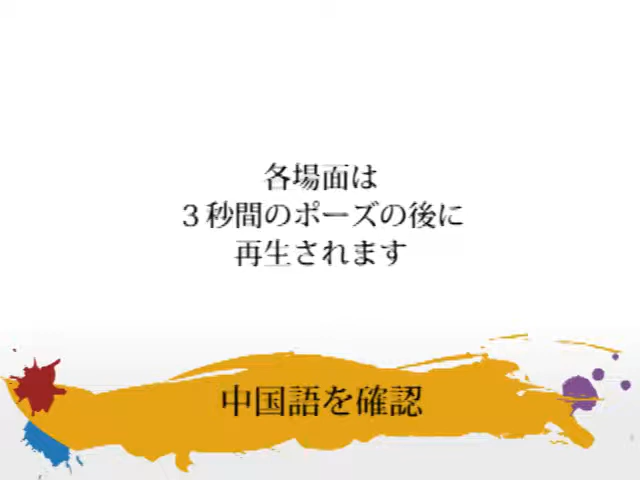 各場面は
３秒間のポーズの後に
再生されます
中国語を確認